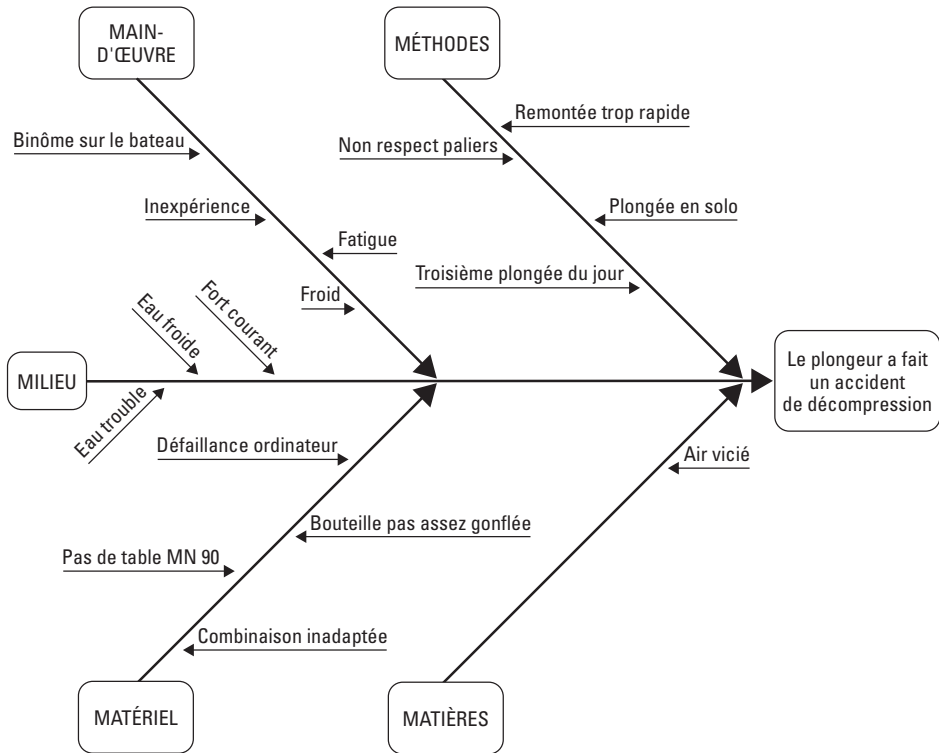 MAIN-
D'ŒUVRE
MÉTHODES
Remontée trop rapide
Binôme sur le bateau
Non respect paliers
Inexpérience
Plongée en solo
Fatigue
Troisième plongée du jour
Froid
Eau froide
Fort courant
MILIEU
Le plongeur a fait
un accident
de décompression
Eau trouble
Défaillance ordinateur
Air vicié
Bouteille pas assez gonflée
Pas de table MN 90
Combinaison inadaptée
MATÉRIEL
MATIÈRES